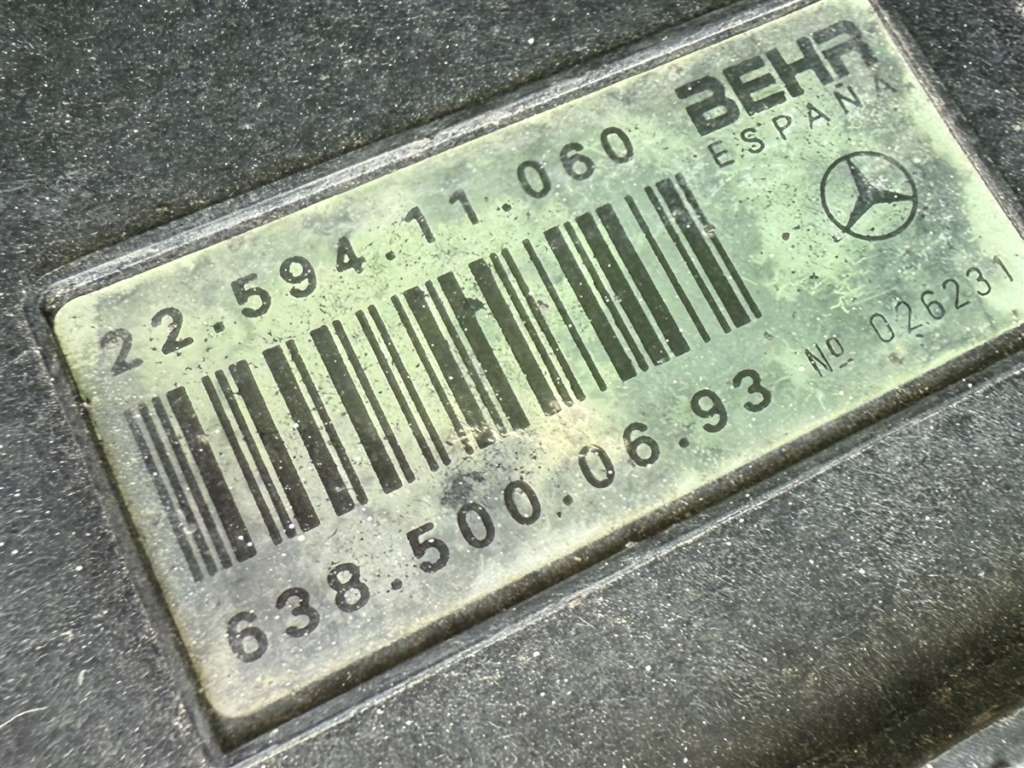 BEHR
ESPAÑA
22.594.11.060
638.500.06.93
Nº 026231